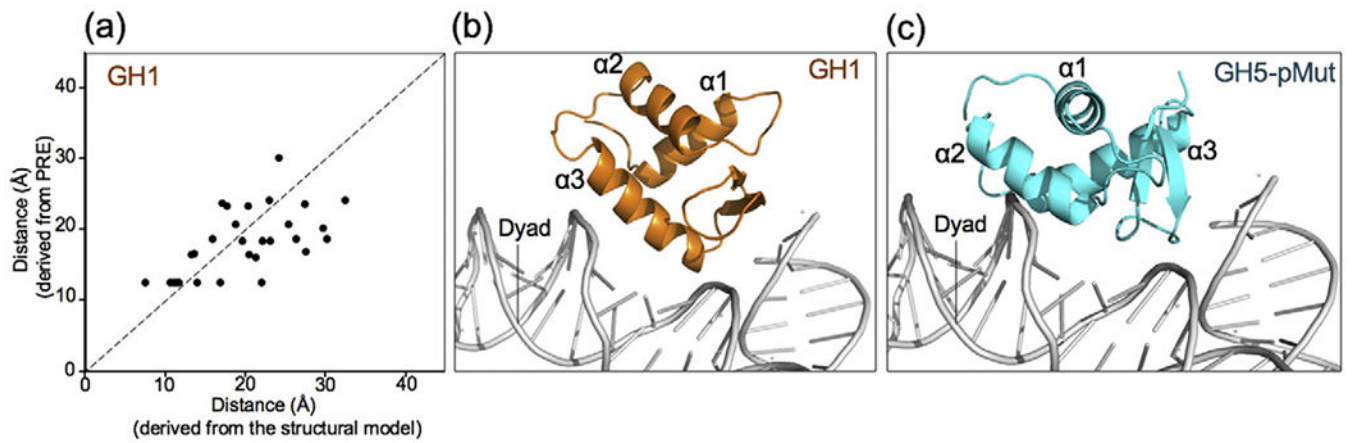 (a)
GH1
40
30
20
10
0
0 10 20 30 40
Distance (Å)
(derived from PRE)
Distance (Å)
(derived from the structural model)
(b)
GH1
α2
α1
α3
Dyad
(c)
GH5-pMut
α1
α2
α3
Dyad